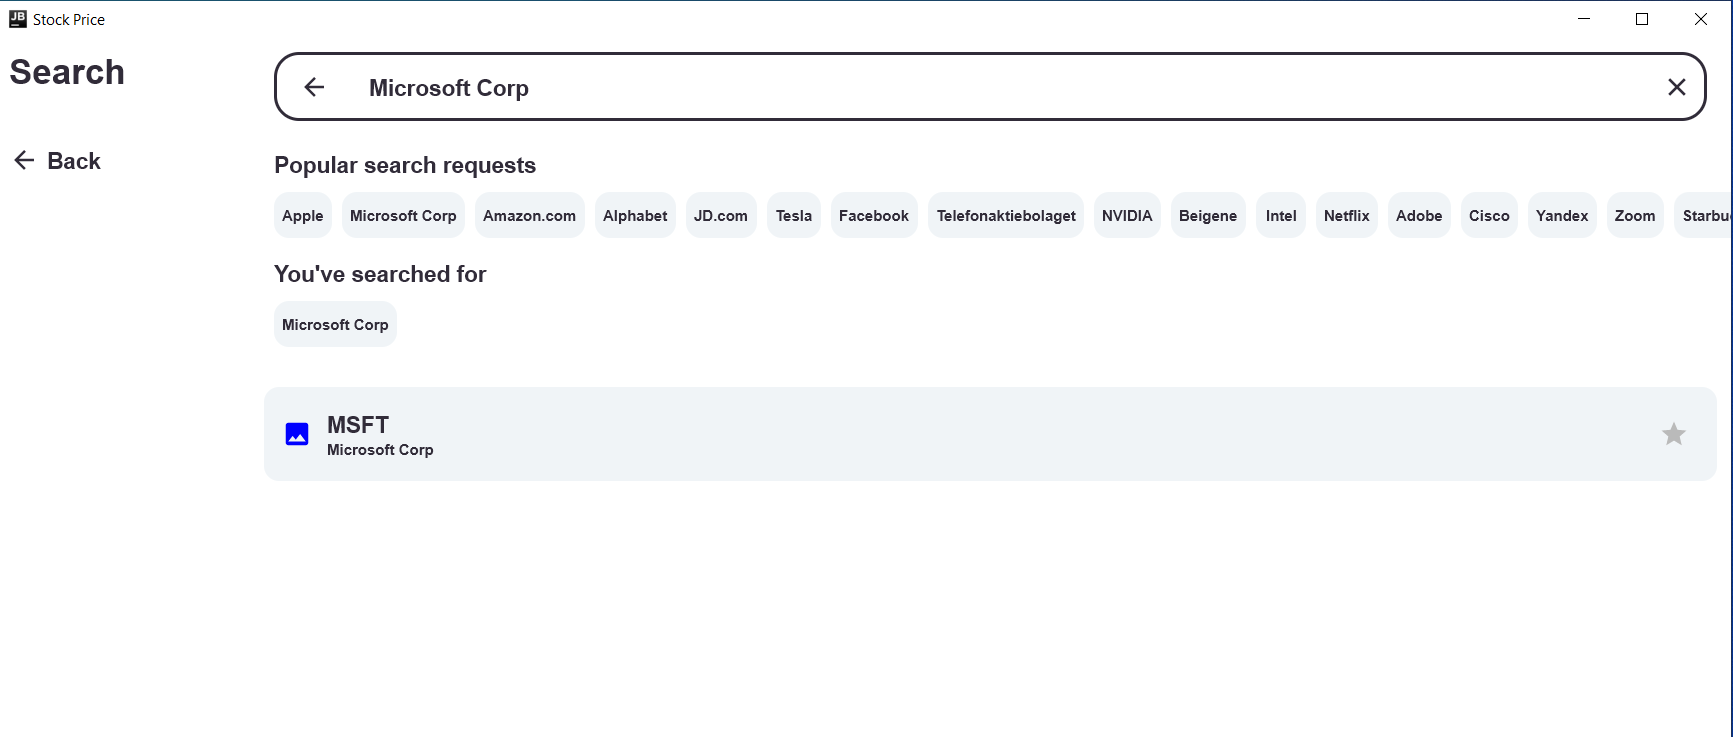 JB Stock Price
Search
Microsoft Corp
Back
Popular search requests
Apple Microsoft Corp Amazon.com Alphabet JD.com Tesla Facebook Telefonaktiebolaget NVIDIA Beigene Intel Netflix Adobe Cisco Yandex Zoom Starbu
You've searched for
Microsoft Corp
MSFT
Microsoft Corp